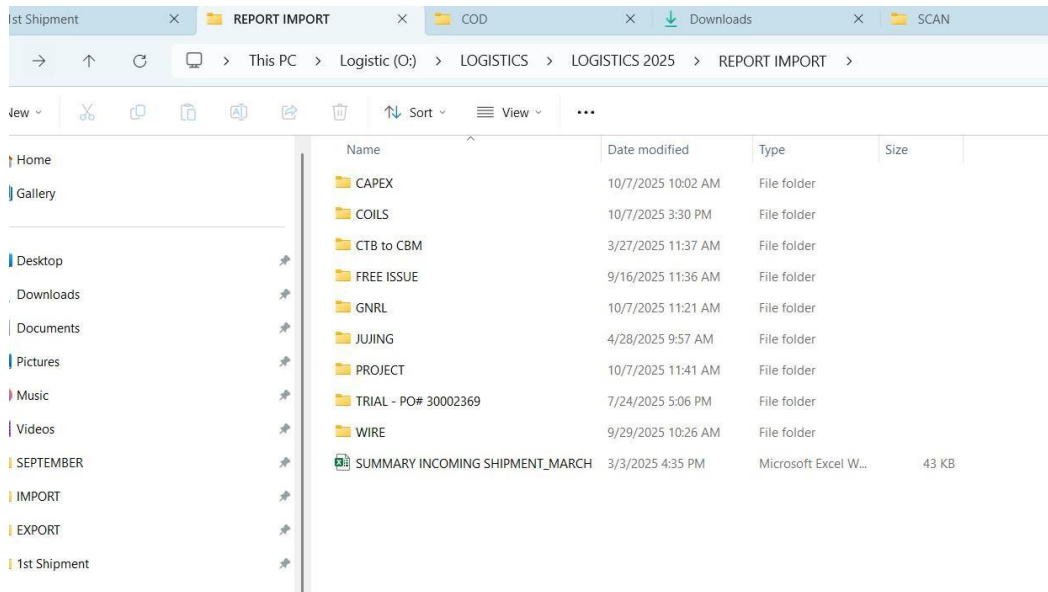 1st Shipment REPORT IMPORT COD Downloads SCAN
This PC > Logistic (O:) > LOGISTICS > LOGISTICS 2025 > REPORT IMPORT >
New Sort View ...
Name Date modified Type Size
Home
Gallery
Desktop
Downloads
Documents
Pictures
Music
Videos
SEPTEMBER
IMPORT
EXPORT
1st Shipment
CAPEX 10/7/2025 10:02 AM File folder
COILS 10/7/2025 3:30 PM File folder
CTB to CBM 3/27/2025 11:37 AM File folder
FREE ISSUE 9/16/2025 11:36 AM File folder
GNRL 10/7/2025 11:21 AM File folder
JUJING 4/28/2025 9:57 AM File folder
PROJECT 10/7/2025 11:41 AM File folder
TRIAL - PO# 30002369 7/24/2025 5:06 PM File folder
WIRE 9/29/2025 10:26 AM File folder
SUMMARY INCOMING SHIPMENT_MARCH 3/3/2025 4:35 PM Microsoft Excel W... 43 KB